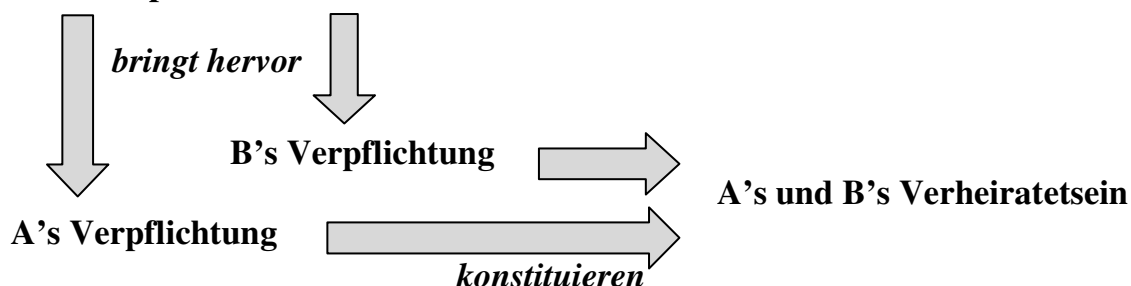 bringt hervor
B’s Verpflichtung
A’s und B’s Verheiratetsein
A’s Verpflichtung
konstituieren